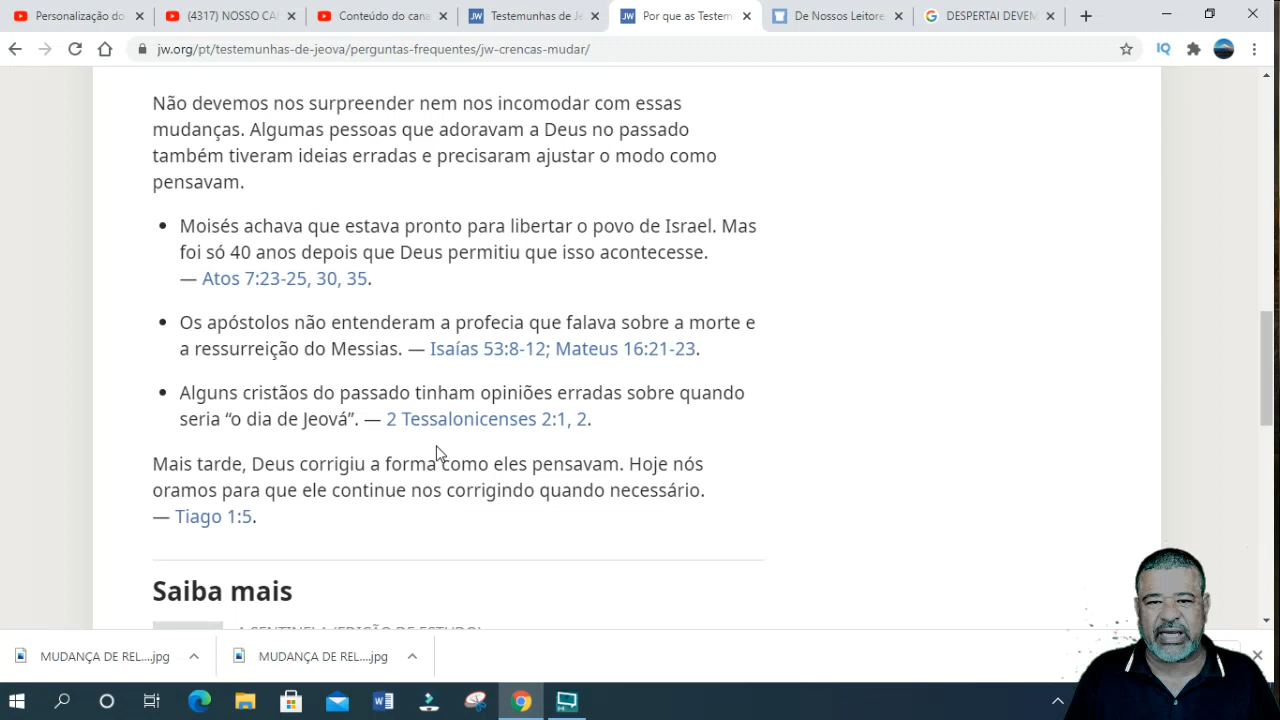 Personalização do
(4317) NOSSO CA
Conteúdo do cana
Testemunhas de Je
Por que as Testem
De Nossos Leitore
DESPERTAI DEVEM
jw.org/pt/testemunhas-de-jeova/perguntas-frequentes/jw-crencas-mudar/
Não devemos nos surpreender nem nos incomodar com essas
mudanças. Algumas pessoas que adoravam a Deus no passado
também tiveram ideias erradas e precisaram ajustar o modo como
pensavam.
• Moisés achava que estava pronto para libertar o povo de Israel. Mas
foi só 40 anos depois que Deus permitiu que isso acontecesse.
— Atos 7:23-25, 30, 35.
• Os apóstolos não entenderam a profecia que falava sobre a morte e
a ressurreição do Messias. — Isaías 53:8-12; Mateus 16:21-23.
• Alguns cristãos do passado tinham opiniões erradas sobre quando
seria “o dia de Jeová”. — 2 Tessalonicenses 2:1, 2.
Mais tarde, Deus corrigiu a forma como eles pensavam. Hoje nós
oramos para que ele continue nos corrigindo quando necessário.
— Tiago 1:5.
Saiba mais
A SENTINELA (EDIÇÃO DE ESTUDO)
MUDANÇA DE REL....jpg
MUDANÇA DE REL....jpg